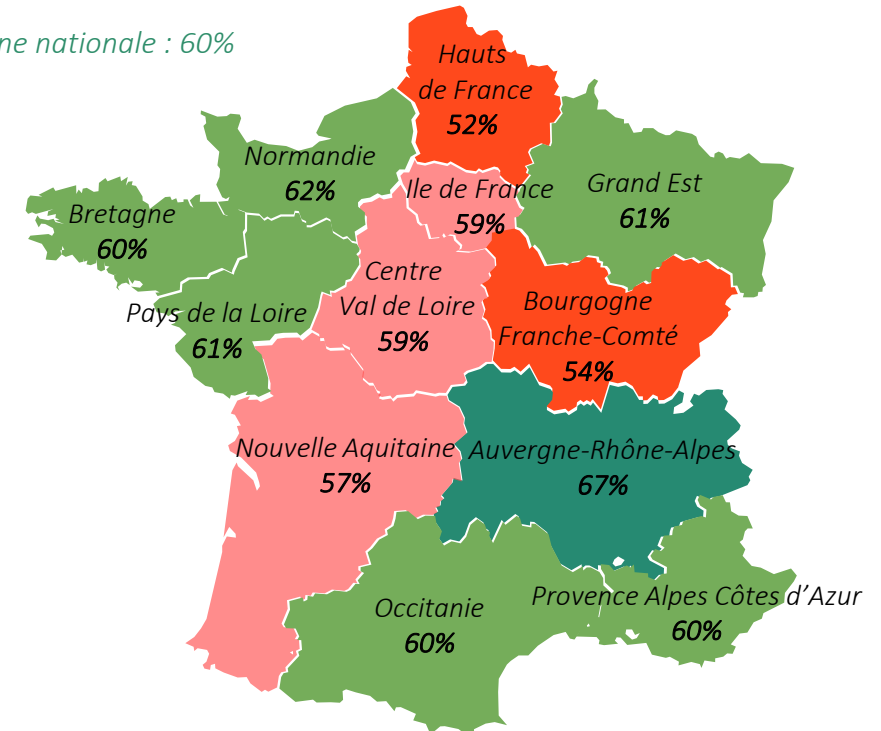 ne nationale : 60%
Hauts
de France
52%
Normandie
62%
Ile de France
59%
Grand Est
61%
Bretagne
60%
Centre
Val de Loire
59%
Bourgogne
Franche-Comté
54%
Pays de la Loire
61%
Nouvelle Aquitaine
57%
Auvergne-Rhône-Alpes
67%
Occitanie
60%
Provence Alpes Côtes d’Azur
60%